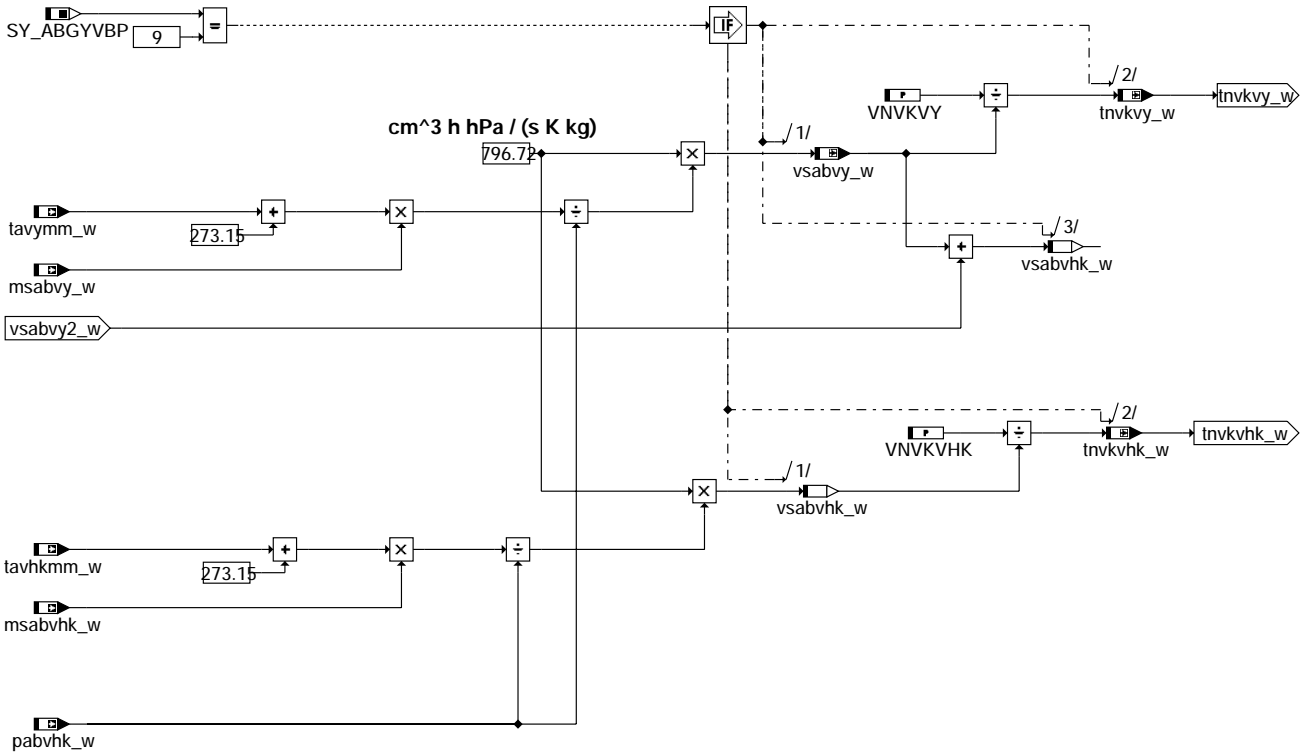 SY_ABGYVBP
9
=
IF
/2/
VNVKVY
tnvkvy_w
tnvkvy_w
cm^3 h hPa / (s K kg)
796.72
/1/
vsabvy_w
tavymm_w
273.15
/3/
vsabvhk_w
msabvy_w
vsabvy2_w
/2/
VNVKVHK
tnvkvhk_w
tnvkvhk_w
/1/
vsabvhk_w
tavhkmm_w
273.15
msabvhk_w
pabvhk_w